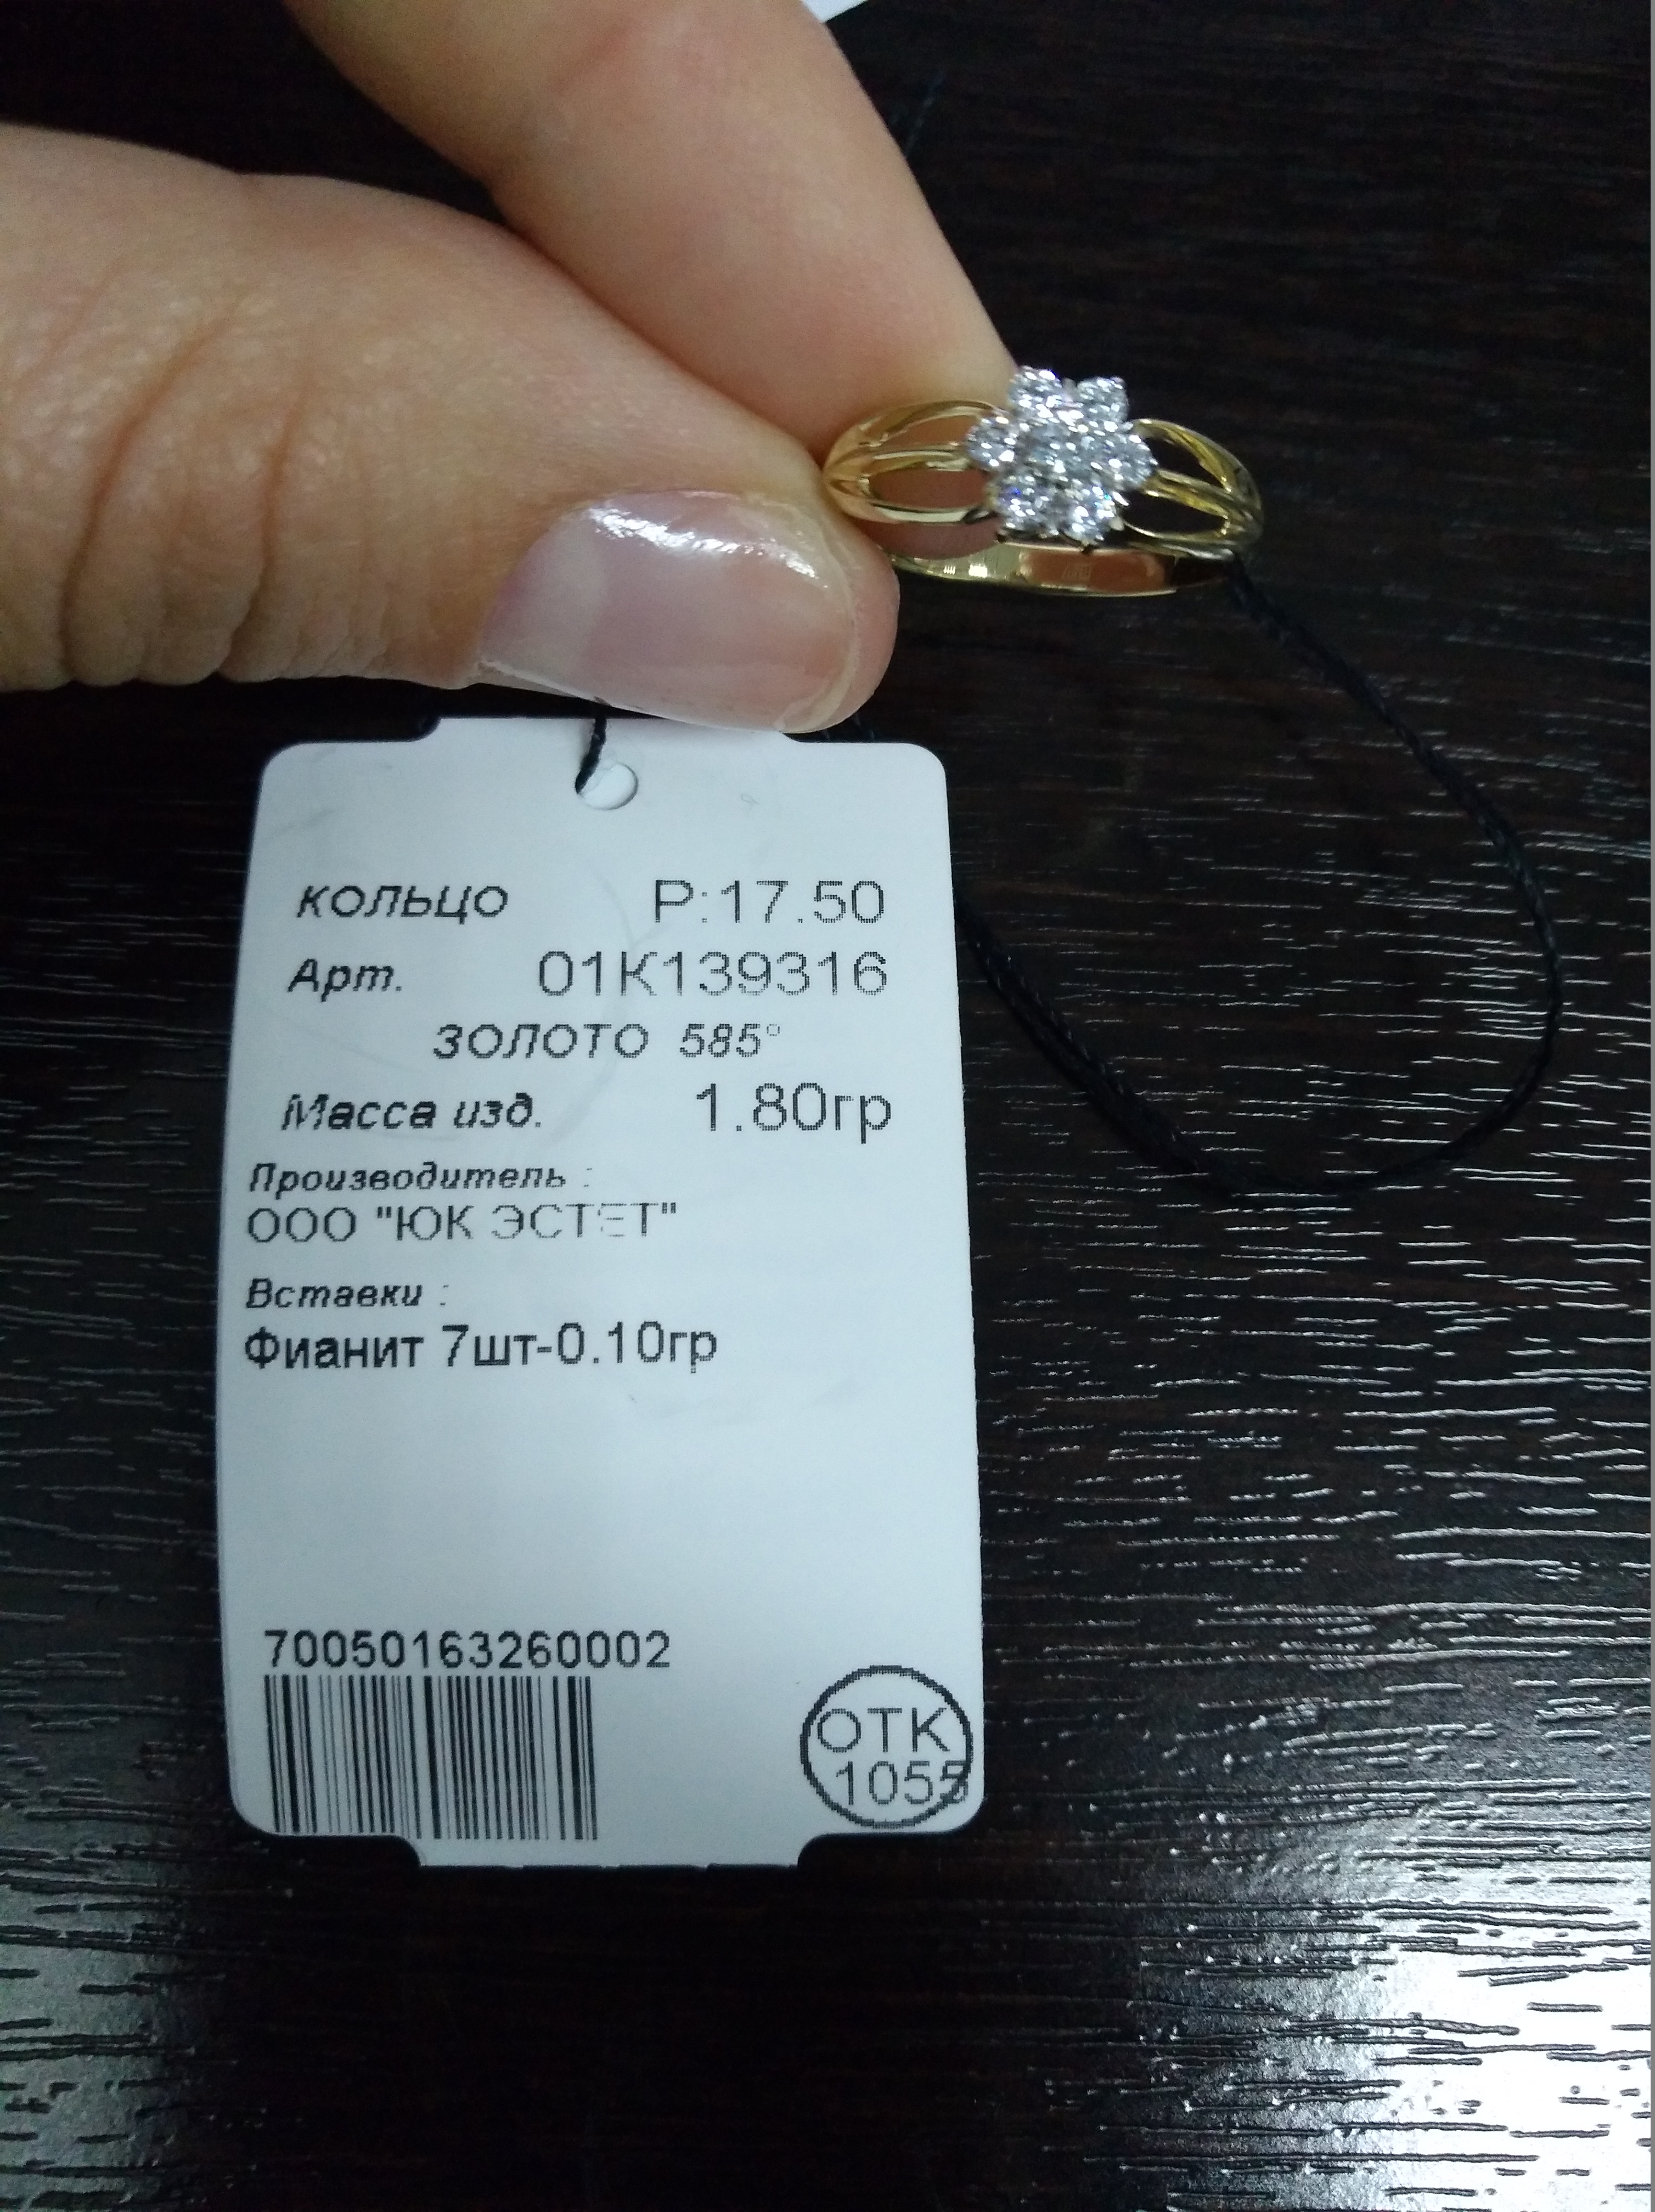 КОЛЬЦО Р:17.50
Арт. 01К139316
ЗОЛОТО 585°
Масса изд. 1.80гр
Производитель :
ООО "ЮК ЭСТЕТ"
Вставки :
Фианит 7шт-0.10гр
70050163260002
ОТК
1055